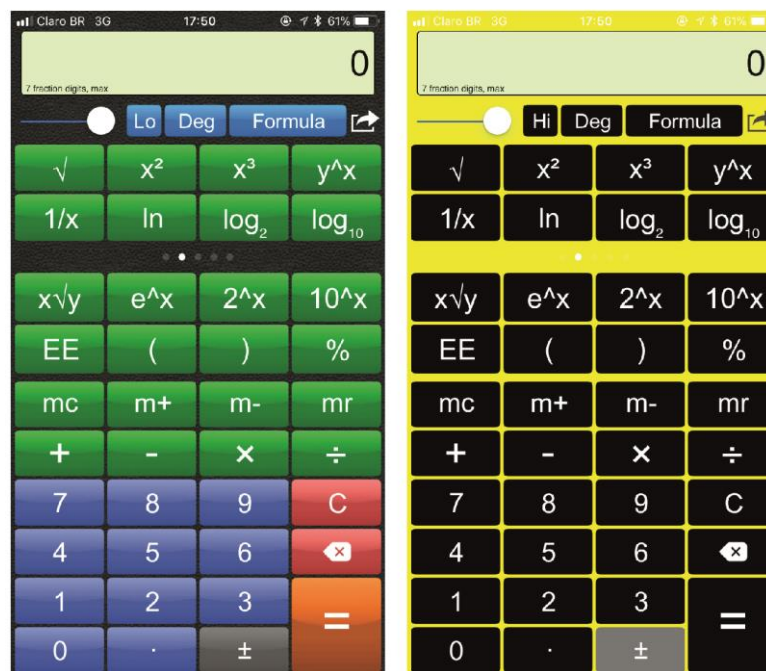 Claro BR 3G 17:50 61%
0
7 fraction digits, max
Lo Deg Formula
√ x² x³ y^x
1/x ln log₂ log₁₀
x√y e^x 2^x 10^x
EE ( ) %
mc m+ m- mr
+ - × ÷
7 8 9 C
4 5 6
1 2 3 =
0 . ±
Claro BR 3G 17:50 61%
0
7 fraction digits, max
Hi Deg Formula
√ x² x³ y^x
1/x ln log₂ log₁₀
x√y e^x 2^x 10^x
EE ( ) %
mc m+ m- mr
+ - × ÷
7 8 9 C
4 5 6
1 2 3 =
0 . ±